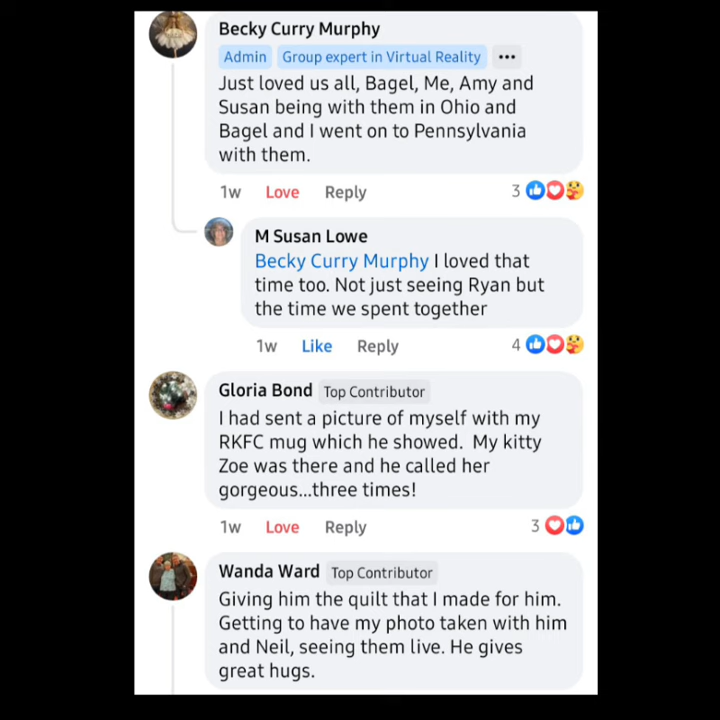 Becky Curry Murphy
Admin Group expert in Virtual Reality •••
Just loved us all, Bagel, Me, Amy and
Susan being with them in Ohio and
Bagel and I went on to Pennsylvania
with them.
1w Love Reply 3
M Susan Lowe
Becky Curry Murphy I loved that
time too. Not just seeing Ryan but
the time we spent together
1w Like Reply 4
Gloria Bond Top Contributor
I had sent a picture of myself with my
RKFC mug which he showed. My kitty
Zoe was there and he called her
gorgeous...three times!
1w Love Reply 3
Wanda Ward Top Contributor
Giving him the quilt that I made for him.
Getting to have my photo taken with him
and Neil, seeing them live. He gives
great hugs.